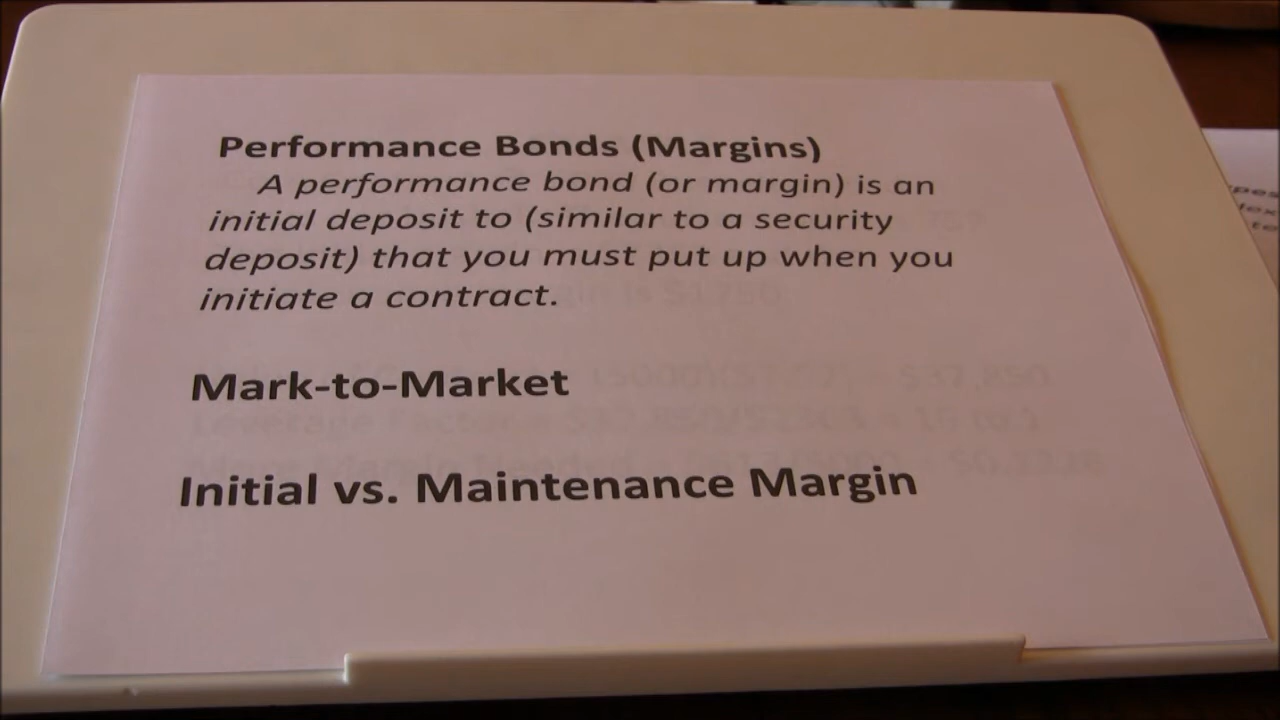 Performance Bonds (Margins)
A performance bond (or margin) is an
initial deposit to (similar to a security
deposit) that you must put up when you
initiate a contract.
Mark-to-Market
Initial vs. Maintenance Margin